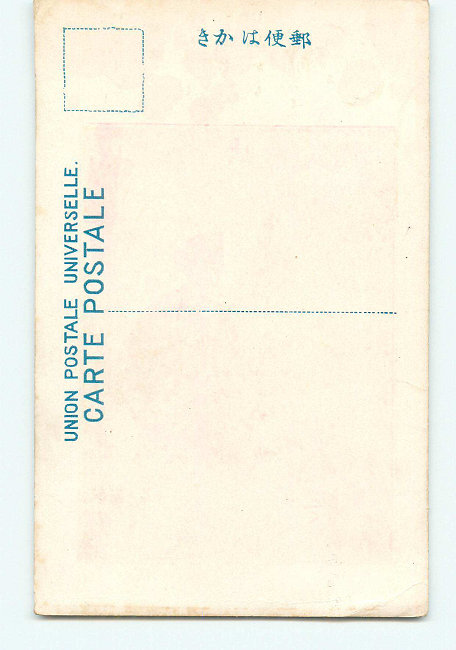 郵便はかき
UNION POSTALE UNIVERSELLE.
CARTE POSTALE